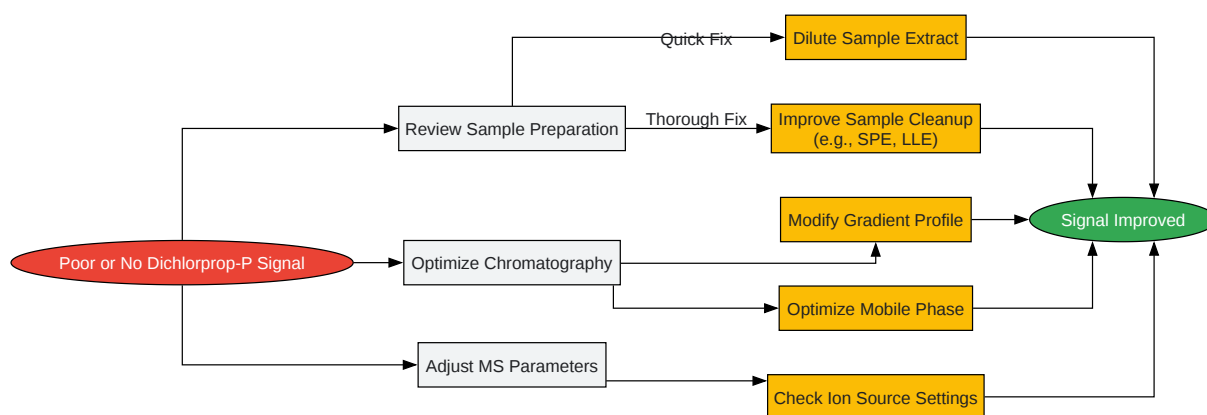 Quick Fix
Dilute Sample Extract
Review Sample Preparation
Thorough Fix
Improve Sample Cleanup
(e.g., SPE, LLE)
Modify Gradient Profile
Signal Improved
Poor or No Dichlorprop-P Signal
Optimize Chromatography
Optimize Mobile Phase
Adjust MS Parameters
Check Ion Source Settings